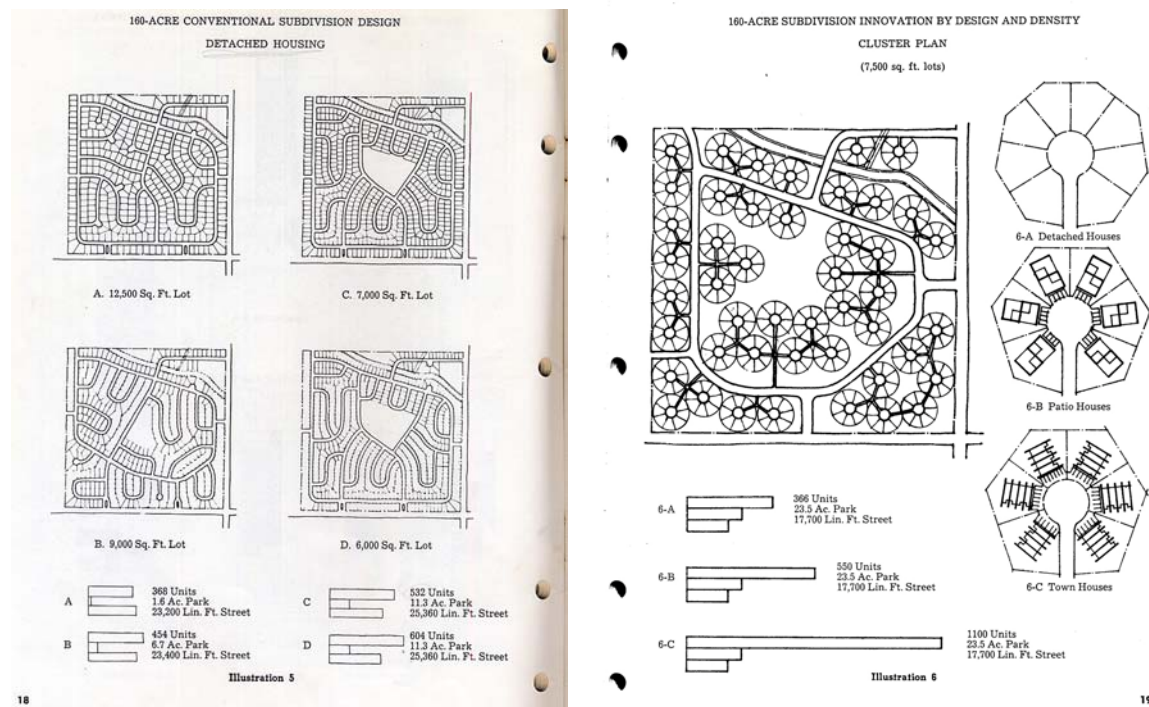 160-ACRE CONVENTIONAL SUBDIVISION DESIGN
DETACHED HOUSING
A. 12,500 Sq. Ft. Lot
C. 7,000 Sq. Ft. Lot
B. 9,000 Sq. Ft. Lot
D. 6,000 Sq. Ft. Lot
A
368 Units
1.6 Ac. Park
23,200 Lin. Ft. Street
B
454 Units
6.7 Ac. Park
23,400 Lin. Ft. Street
C
532 Units
11.3 Ac. Park
25,360 Lin. Ft. Street
D
604 Units
11.3 Ac. Park
25,360 Lin. Ft. Street
Illustration 5
18
160-ACRE SUBDIVISION INNOVATION BY DESIGN AND DENSITY
CLUSTER PLAN
(7,500 sq. ft. lots)
6-A Detached Houses
6-B Patio Houses
6-C Town Houses
6-A
366 Units
23.5 Ac. Park
17,700 Lin. Ft. Street
6-B
550 Units
23.5 Ac. Park
17,700 Lin. Ft. Street
6-C
1100 Units
23.5 Ac. Park
17,700 Lin. Ft. Street
Illustration 6
19